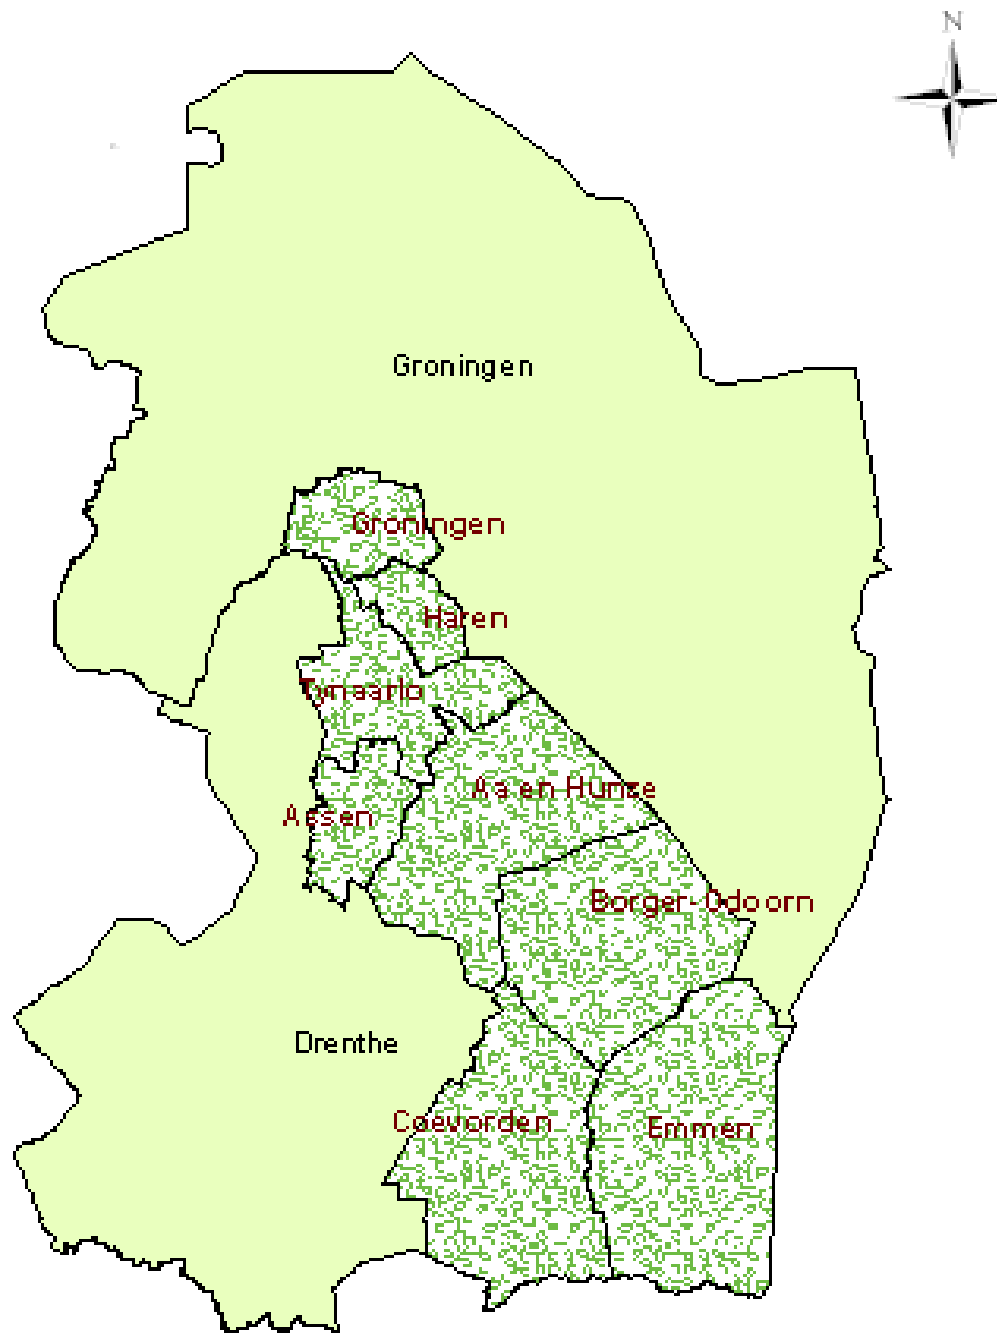 N
Groningen
Groningen
Haren
Tynaarlo
Aa en Hunze
Assen
Borger-Odoorn
Drenthe
Coevorden
Emmen